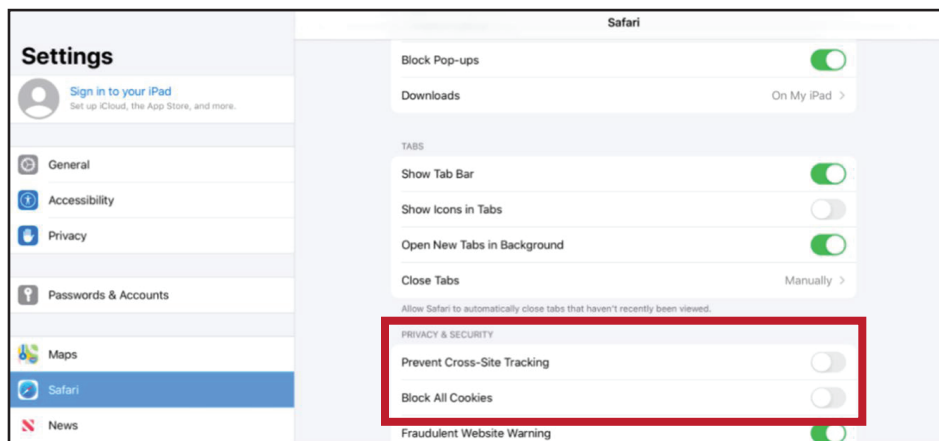 Safari
Settings
Sign in to your iPad
Set up iCloud, the App Store, and more.
General
Accessibility
Privacy
Passwords & Accounts
Maps
Safari
News
Block Pop-ups
Downloads On My iPad >
TABS
Show Tab Bar
Show Icons in Tabs
Open New Tabs in Background
Close Tabs Manually >
Allow Safari to automatically close tabs that haven't recently been viewed.
PRIVACY & SECURITY
Prevent Cross-Site Tracking
Block All Cookies
Fraudulent Website Warning